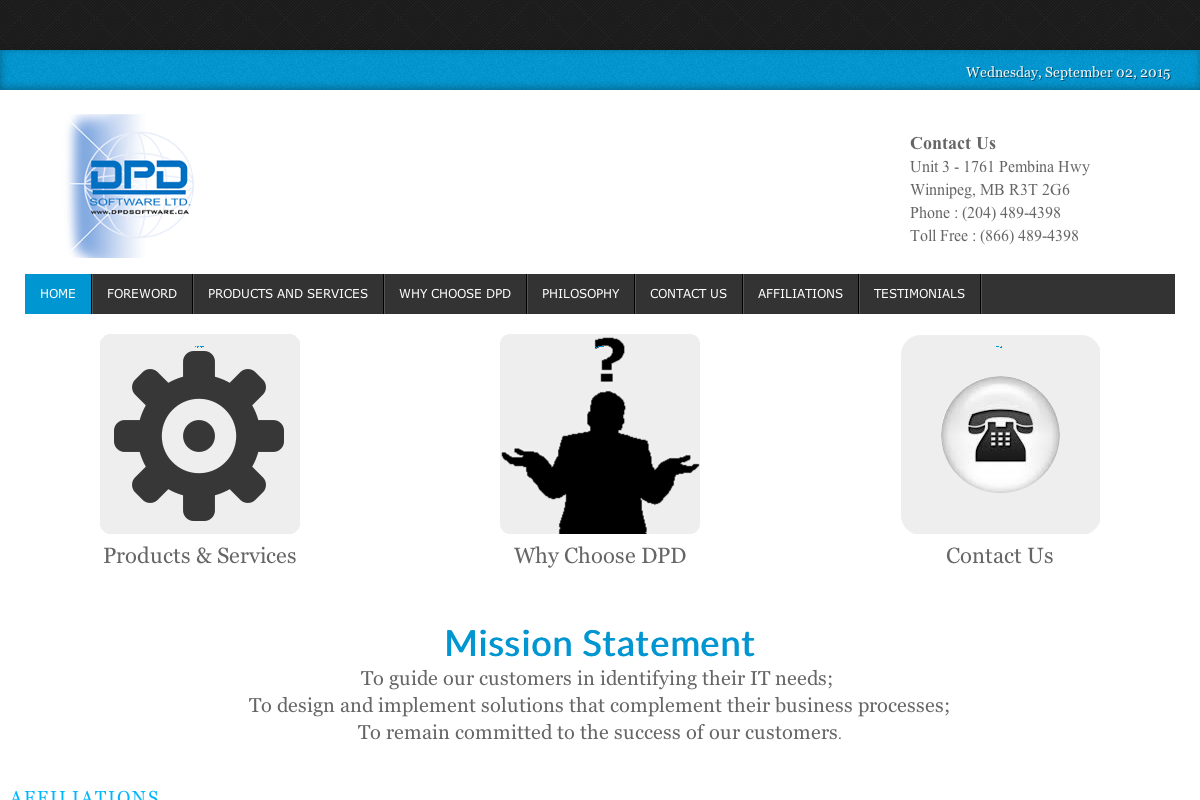 Wednesday, September 02, 2015
DPD
SOFTWARE LTD.
www.DPDSOFTWARE.CA
Contact Us
Unit 3 - 1761 Pembina Hwy
Winnipeg, MB R3T 2G6
Phone : (204) 489-4398
Toll Free : (866) 489-4398
HOME
FOREWORD
PRODUCTS AND SERVICES
WHY CHOOSE DPD
PHILOSOPHY
CONTACT US
AFFILIATIONS
TESTIMONIALS
?
Products & Services
Why Choose DPD
Contact Us
Mission Statement
To guide our customers in identifying their IT needs;
To design and implement solutions that complement their business processes;
To remain committed to the success of our customers.
AFFILIATIONS